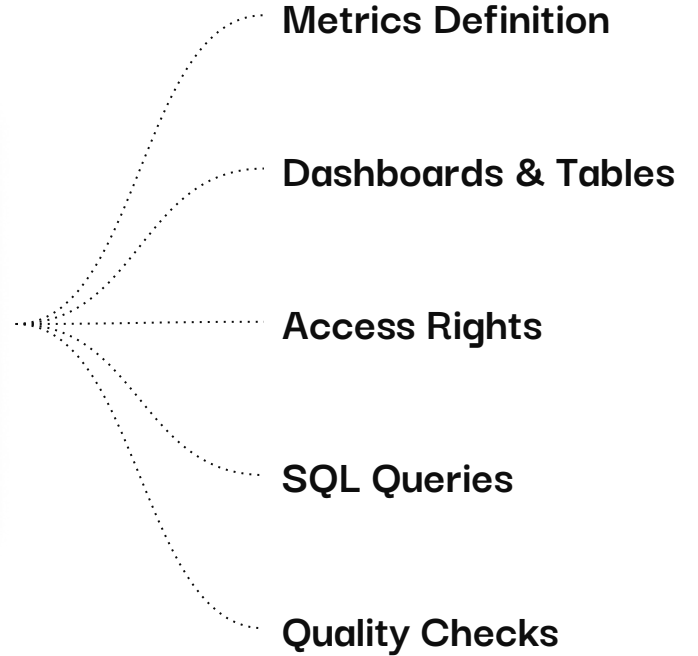 Metrics Definition
Dashboards & Tables
Access Rights
SQL Queries
Quality Checks